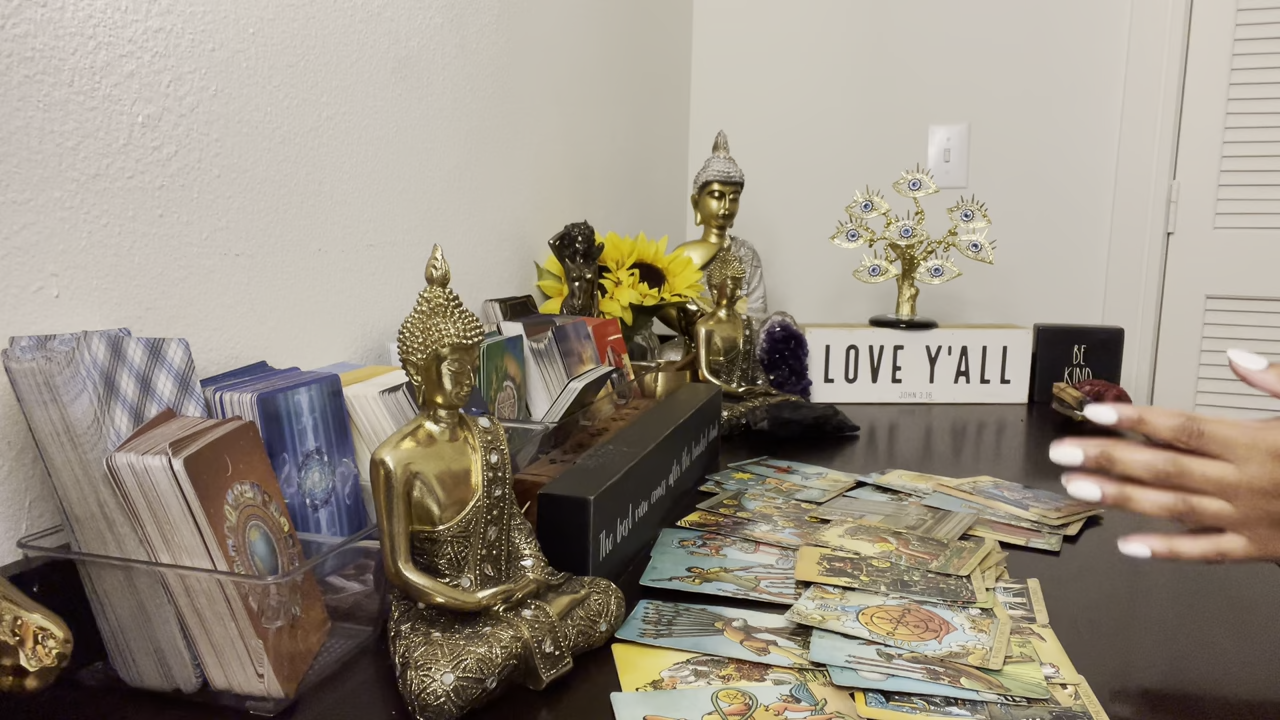 LOVE Y'ALL
JOHN 3:16
BE
KIND
The best view comes after the hardest climb